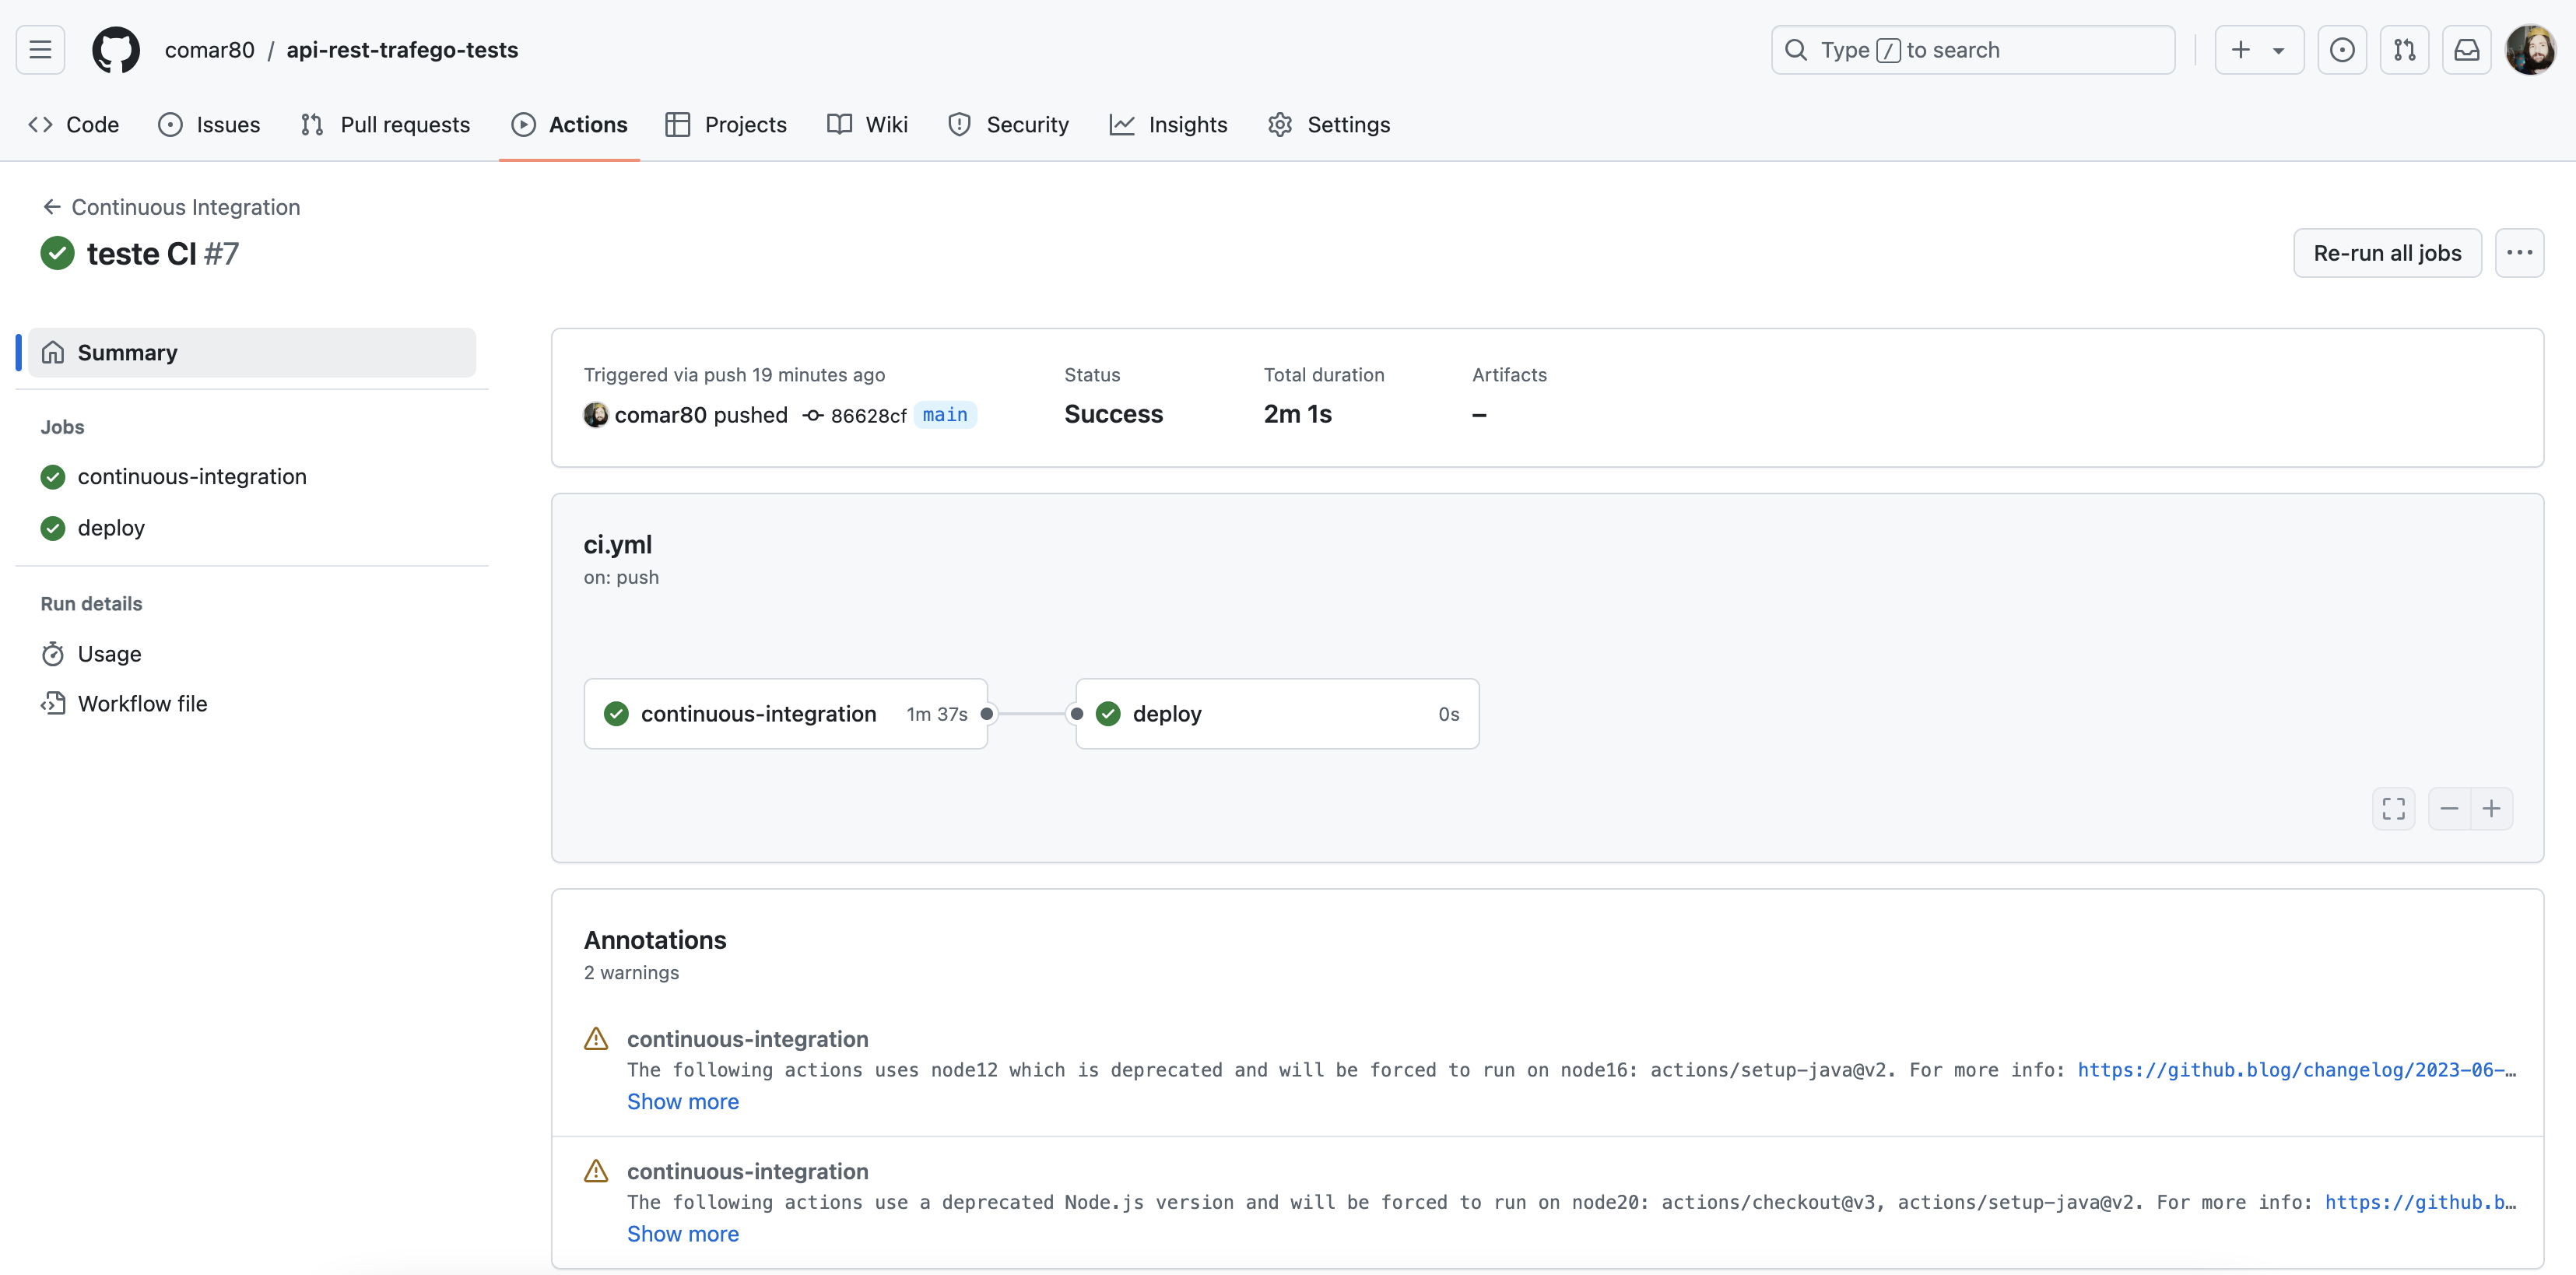 comar80 / api-rest-trafego-tests
Type / to search
Code Issues Pull requests Actions Projects Wiki Security Insights Settings
Continuous Integration
teste CI #7
Re-run all jobs
Summary
Jobs
continuous-integration
deploy
Run details
Usage
Workflow file
Triggered via push 19 minutes ago
comar80 pushed 86628cf main
Status
Success
Total duration
2m 1s
Artifacts
–
ci.yml
on: push
continuous-integration 1m 37s
deploy 0s
Annotations
2 warnings
continuous-integration
The following actions uses node12 which is deprecated and will be forced to run on node16: actions/setup-java@v2. For more info: https://github.blog/changelog/2023-06-…
Show more
continuous-integration
The following actions use a deprecated Node.js version and will be forced to run on node20: actions/checkout@v3, actions/setup-java@v2. For more info: https://github.b…
Show more